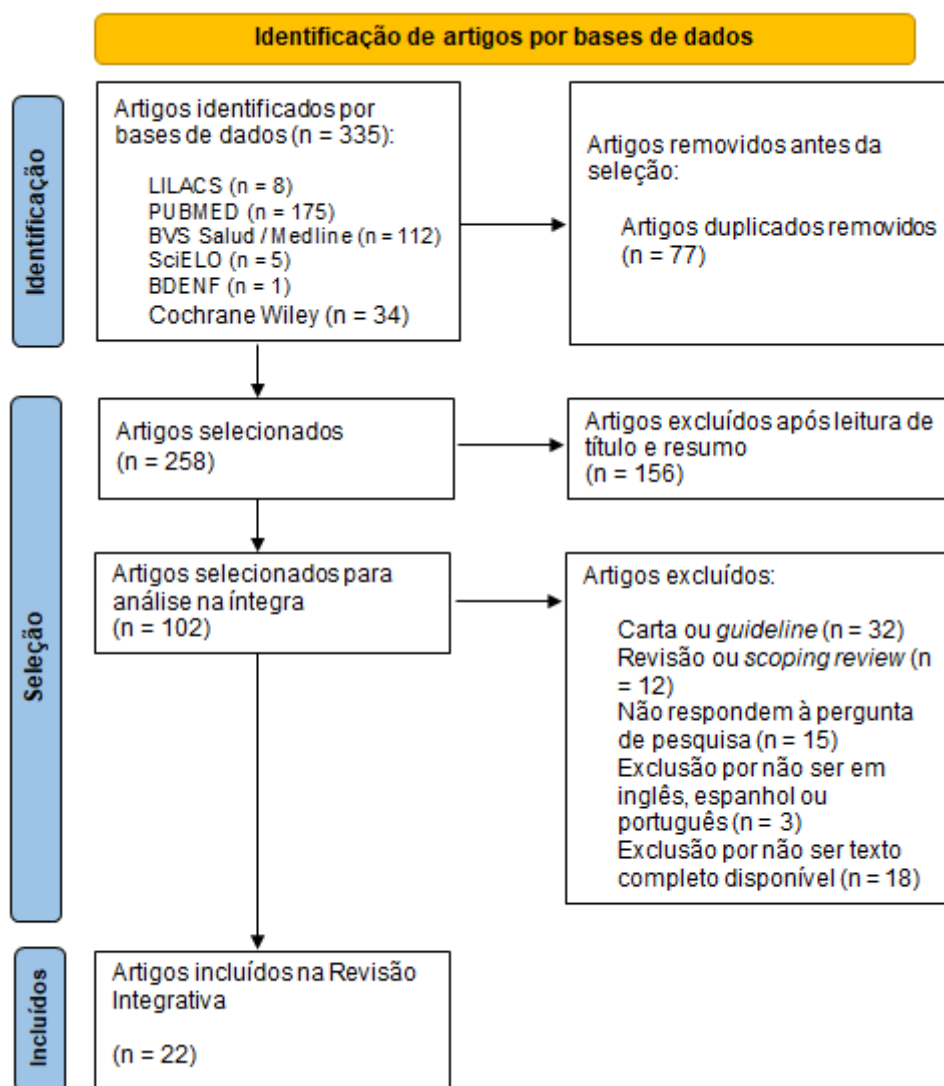 Identificação de artigos por bases de dados
Identificação
Artigos identificados por
bases de dados (n = 335):
LILACS (n = 8)
PUBMED (n = 175)
BVS Salud / Medline (n = 112)
SciELO (n = 5)
BDENF (n = 1)
Cochrane Wiley (n = 34)
Artigos removidos antes da
seleção:
Artigos duplicados removidos
(n = 77)
Seleção
Artigos selecionados
(n = 258)
Artigos excluídos após leitura de
título e resumo
(n = 156)
Artigos selecionados para
análise na íntegra
(n = 102)
Artigos excluídos:
Carta ou guideline (n = 32)
Revisão ou scoping review (n
= 12)
Não respondem à pergunta
de pesquisa (n = 15)
Exclusão por não ser em
inglês, espanhol ou
português (n = 3)
Exclusão por não ser texto
completo disponível (n = 18)
Incluídos
Artigos incluídos na Revisão
Integrativa
(n = 22)